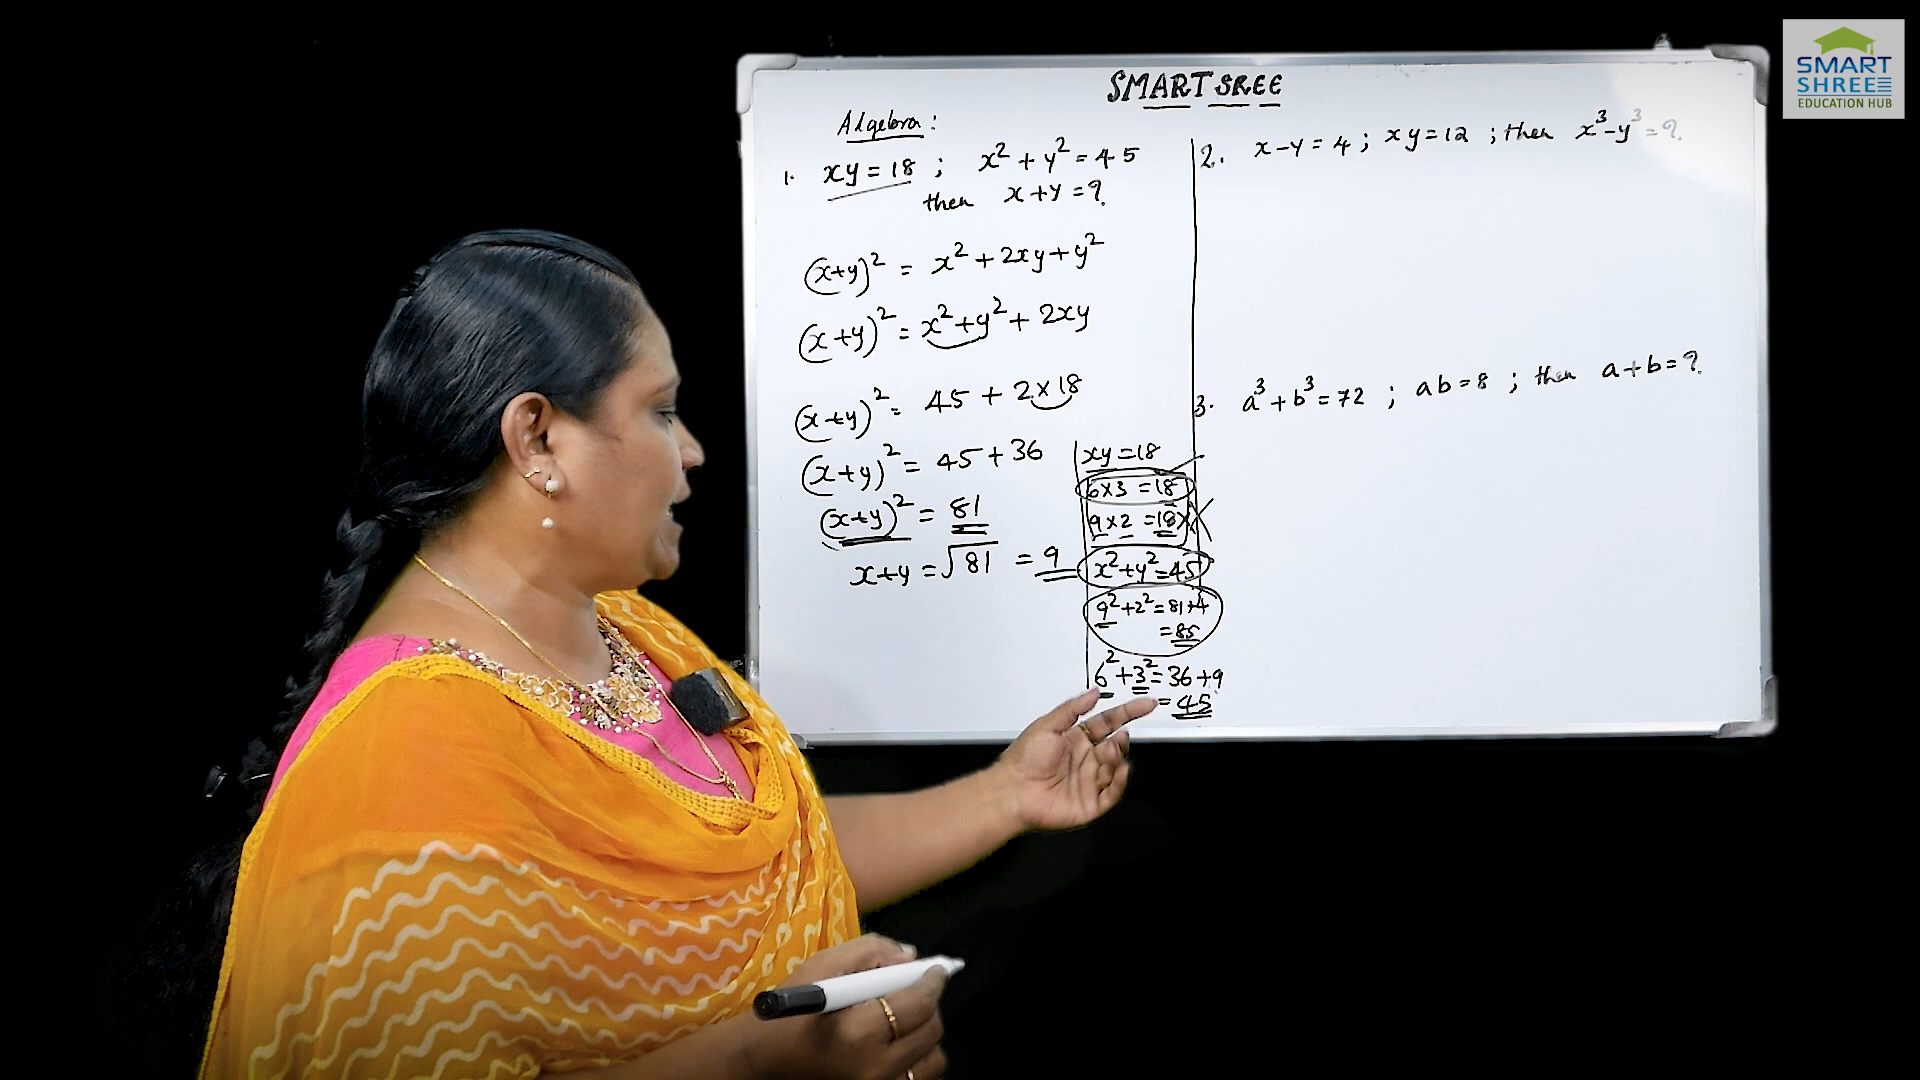 SMART SREE
Algebra:
1. xy = 18 ; x² + y² = 45
then x + y = ?
(x+y)² = x² + 2xy + y²
(x+y)² = x² + y² + 2xy
(x+y)² = 45 + 2 × 18
(x+y)² = 45 + 36
(x+y)² = 81
x+y = √81 = 9
xy = 18
6 × 3 = 18
9 × 2 = 18 ×
x² + y² = 45
9² + 2² = 81 + 4
= 85
6² + 3² = 36 + 9
= 45
2. x - y = 4 ; xy = 12 ; then x³ - y³ = ?
3. a³ + b³ = 72 ; ab = 8 ; then a + b = ?
SMART
SHREE
EDUCATION HUB